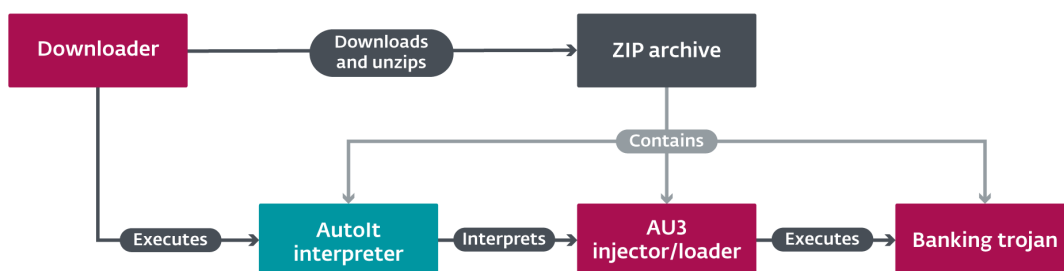 Downloader
Downloads
and unzips
ZIP archive
Contains
Executes
AutoIt
interpreter
Interprets
AU3
injector/loader
Executes
Banking trojan